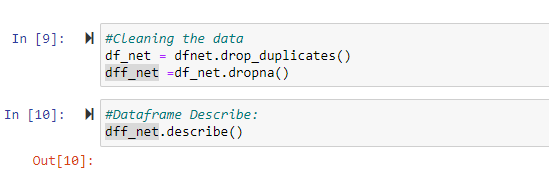 In [9]:
#Cleaning the data
df_net = dfnet.drop_duplicates()
dff_net =df_net.dropna()
In [10]:
#Dataframe Describe:
dff_net.describe()
Out[10]: